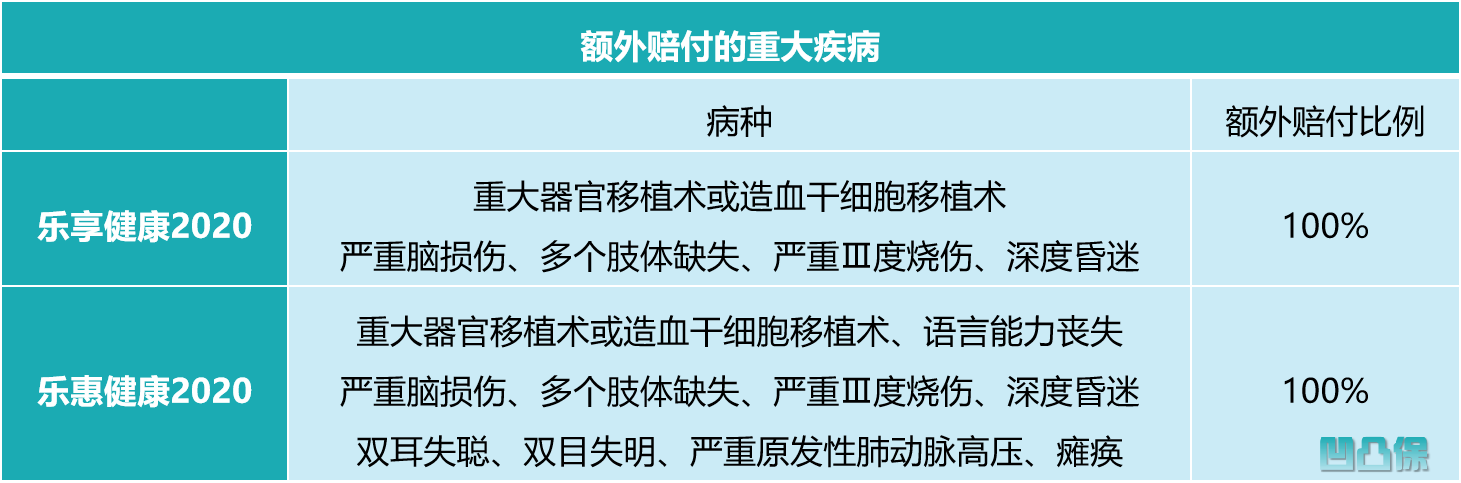 额外赔付的重大疾病
病种
额外赔付比例
乐享健康2020
重大器官移植术或造血干细胞移植术
严重脑损伤、多个肢体缺失、严重Ⅲ度烧伤、深度昏迷
100%
乐惠健康2020
重大器官移植术或造血干细胞移植术、语言能力丧失
严重脑损伤、多个肢体缺失、严重Ⅲ度烧伤、深度昏迷
双耳失聪、双目失明、严重原发性肺动脉高压、瘫痪
100%
凹凸保